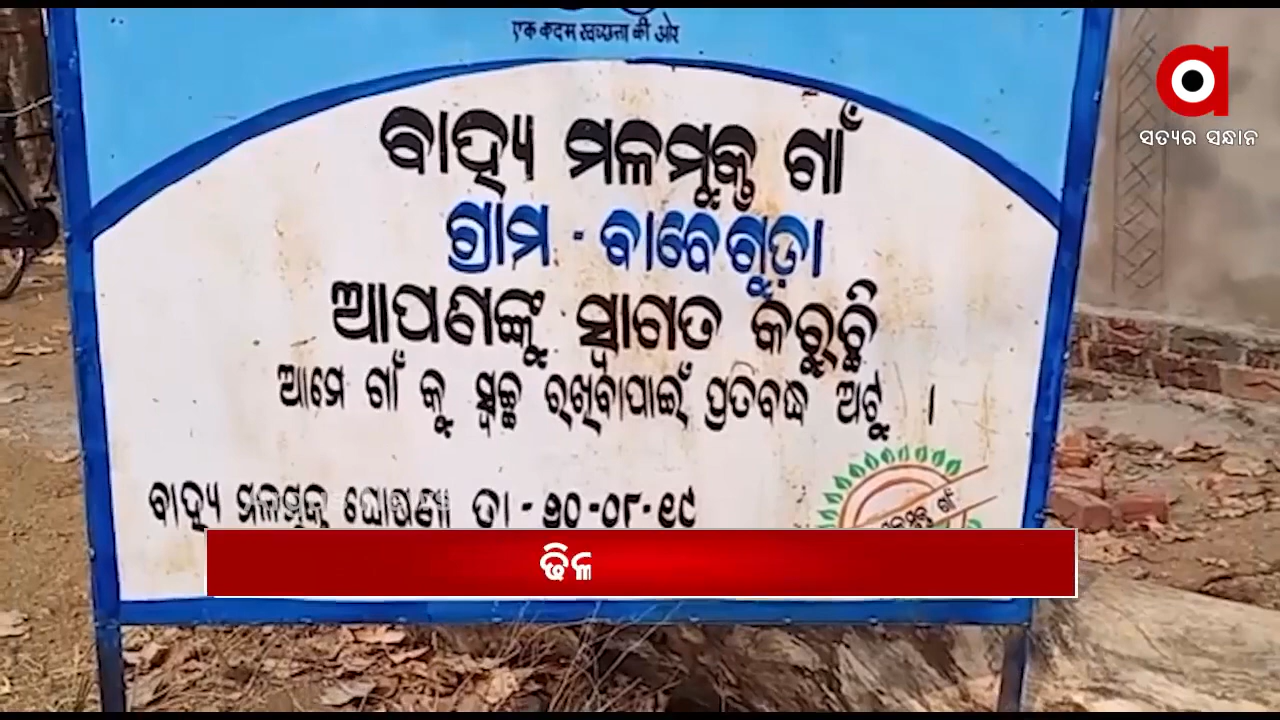 एक कदम स्वच्छता की ओर
ସତ୍ୟର ସନ୍ଧାନ
ବାହ୍ୟ ମଳମୁକ୍ତ ଗାଁ
ଗ୍ରାମ - ବାବେଗୁଡ଼ା
ଆପଣଙ୍କୁ ସ୍ୱାଗତ କରୁଛି
ଆମେ ଗାଁ କୁ ସ୍ୱଚ୍ଛ ରଖିବାପାଇଁ ପ୍ରତିବଦ୍ଧ ଅଟୁ ।
ବାହ୍ୟ ମଳମୁକ୍ତ ଘୋଷଣା ତା - ୨୦-୦୮-୧୯
ଗାଁ
ଢିଳ